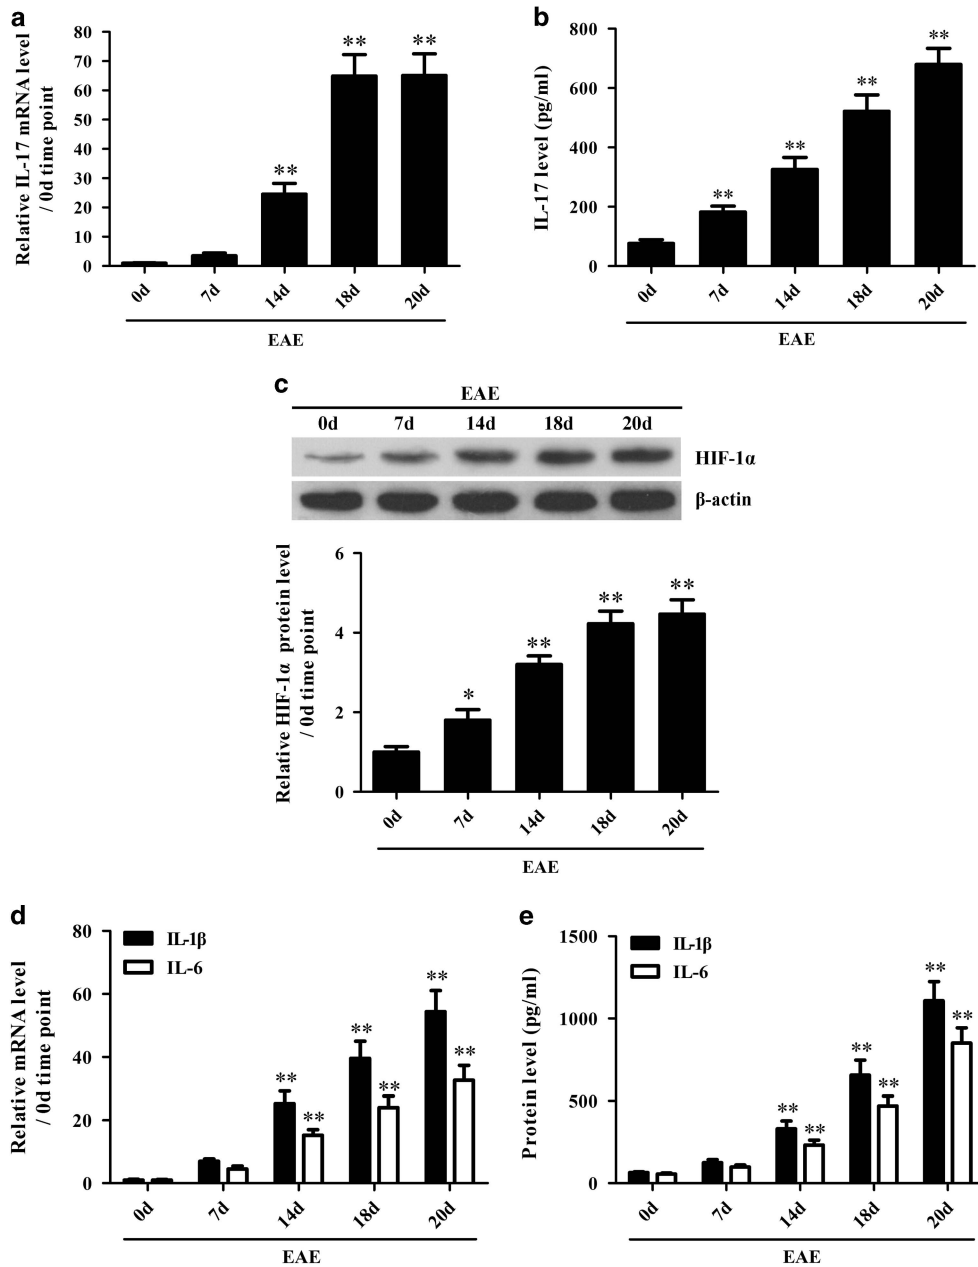 a
Relative IL-17 mRNA level
/ 0d time point
80
70
60
50
40
30
20
10
0
**
**
**
0d
7d
14d
18d
20d
EAE
b
IL-17 level (pg/ml)
800
600
400
200
0
**
**
**
**
0d
7d
14d
18d
20d
EAE
c
EAE
0d 7d 14d 18d 20d
HIF-1α
β-actin
Relative HIF-1α protein level
/ 0d time point
6
4
2
0
*
**
**
**
0d
7d
14d
18d
20d
EAE
d
Relative mRNA level
/ 0d time point
80
60
40
20
0
IL-1β
IL-6
**
**
**
**
**
**
0d
7d
14d
18d
20d
EAE
e
Protein level (pg/ml)
1500
1000
500
0
IL-1β
IL-6
**
**
**
**
**
**
0d
7d
14d
18d
20d
EAE